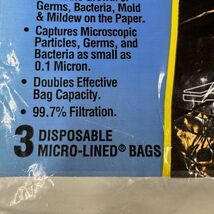 Germs, Bacteria, Mold
& Mildew on the Paper.
• Captures Microscopic
Particles, Germs, and
Bacteria as small as
0.1 Micron.
• Doubles Effective
Bag Capacity.
• 99.7% Filtration.
3 DISPOSABLE
MICRO-LINED® BAGS